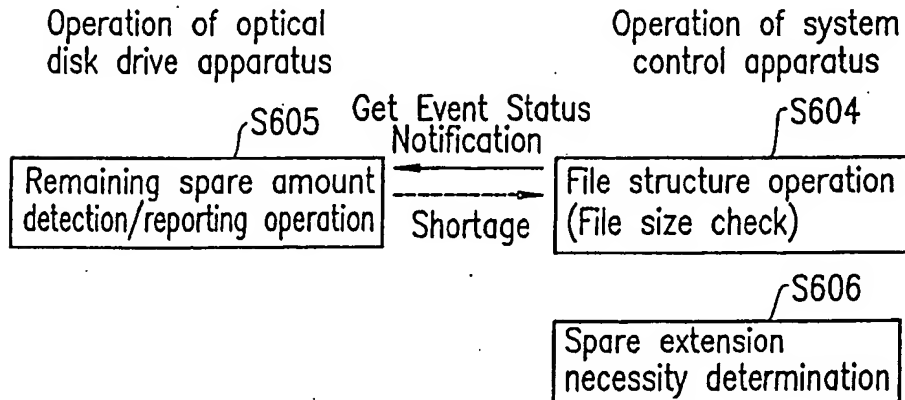 Operation of optical
disk drive apparatus
Operation of system
control apparatus
S605
Get Event Status
Notification
S604
Remaining spare amount
detection/reporting operation
Shortage
File structure operation
(File size check)
S606
Spare extension
necessity determination